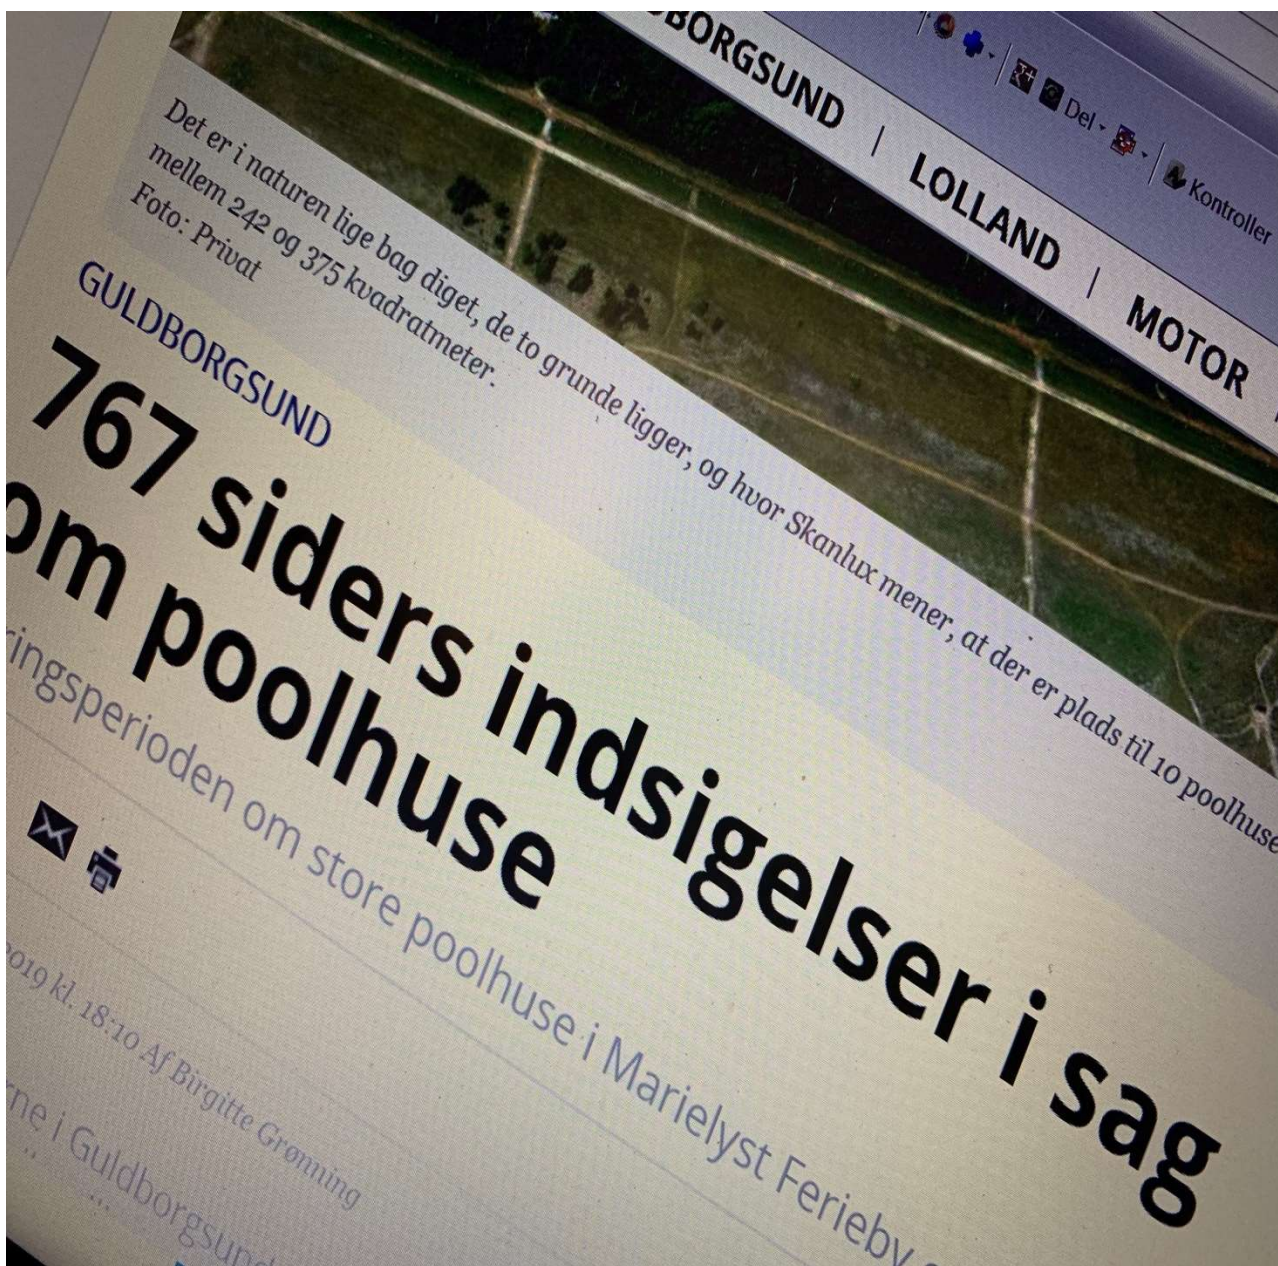 Del
Kontroller
BORGSUND | LOLLAND | MOTOR
Det er i naturen lige bag diget, de to grunde ligger, og hvor Skanlux mener, at der er plads til 10 poolhuse
mellem 242 og 375 kvadratmeter.
Foto: Privat
GULDBORGSUND
767 siders indsigelser i sag
om poolhuse
ringsperioden om store poolhuse i Marielyst Ferieby
2019 kl. 18:10 Af Birgitte Grønning
rne i Guldborgsund